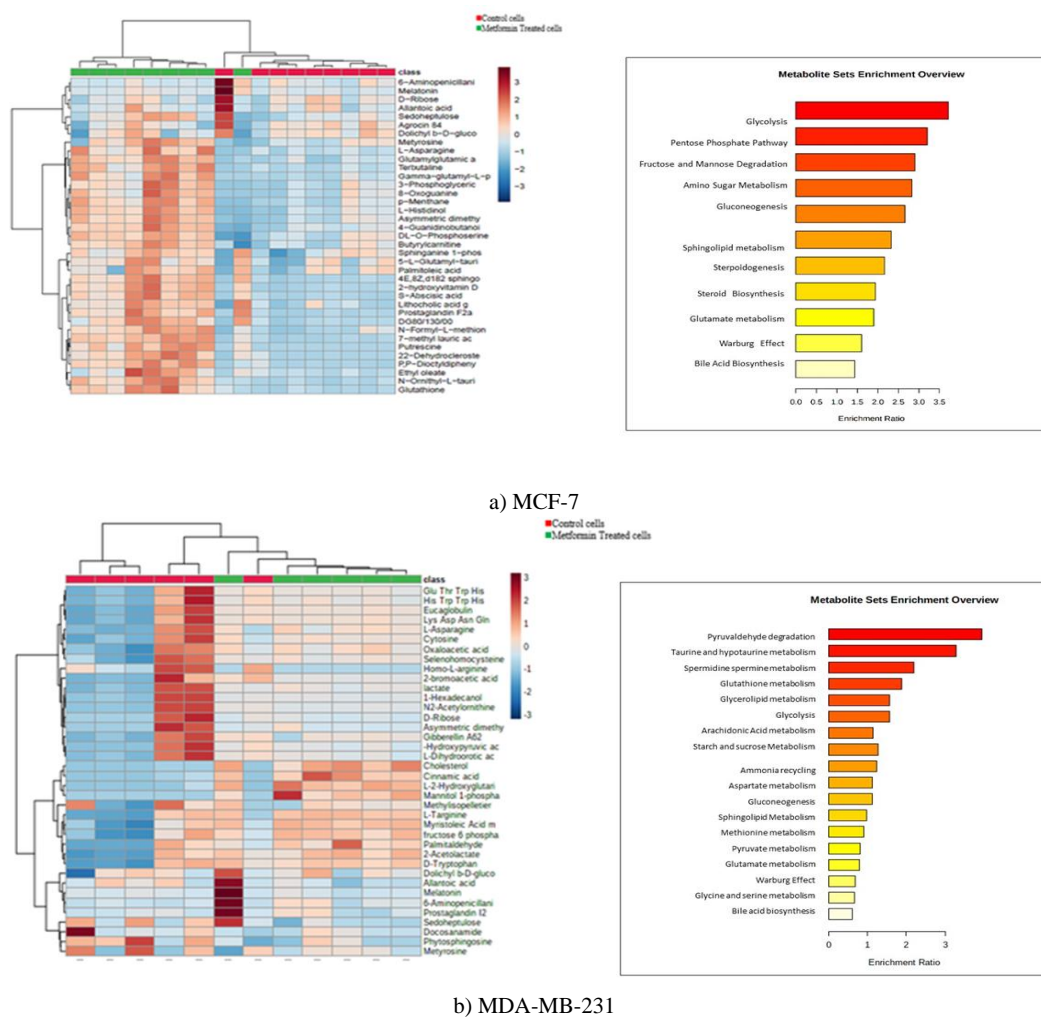 Control cells
Metformin Treated cells
class
6-Aminopenicillani
Melatonin
D-Ribose
Allantoic acid
Sedoheptulose
Agrocin 84
Dolichyl b-D-gluco
Metyrosine
L-Asparagine
Glutamylglutamic a
Terbutaline
Gamma-glutamyl-L-p
3-Phosphoglyceric
8-Oxoguanine
p-Menthane
L-Histidinol
Asymmetric dimethy
4-Guanidinobutanol
DL-O-Phosphoserine
Butyrylcarnitine
Sphinganine 1-phos
5-L-Glutamyl-tauri
Palmitoleic acid
4E,8Z,d182 sphingo
2-hydroxyvitamin D
S-Abscisic acid
Lithocholic acid g
Prostaglandin F2a
DG80/130/00
N-Formyl-L-methion
7-methyl lauric ac
Putrescine
22-Dehydrocleroste
P,P-Dioctyldipheny
Ethyl oleate
N-Ornithyl-L-tauri
Glutathione
3
2
1
0
-1
-2
-3
Metabolite Sets Enrichment Overview
Glycolysis
Pentose Phosphate Pathway
Fructose and Mannose Degradation
Amino Sugar Metabolism
Gluconeogenesis
Sphingolipid metabolism
Sterpoidogenesis
Steroid Biosynthesis
Glutamate metabolism
Warburg Effect
Bile Acid Biosynthesis
0.0 0.5 1.0 1.5 2.0 2.5 3.0 3.5
Enrichment Ratio
a) MCF-7
Control cells
Metformin Treated cells
class
Glu Thr Trp His
His Trp Trp His
Eucaglobulin
Lys Asp Asn Gln
L-Asparagine
Cytosine
Oxaloacetic acid
Selenohomocysteine
Homo-L-arginine
2-bromoacetic acid
lactate
1-Hexadecanol
N2-Acetylornithine
D-Ribose
Asymmetric dimethy
Gibberellin A62
-Hydroxypyruvic ac
L-Dihydroorotic ac
Cholesterol
Cinnamic acid
L-2-Hydroxyglutari
Mannitol 1-phospha
Methylisopelletier
L-Targinine
Myristoleic Acid m
fructose 6 phospha
Palmitaldehyde
2-Acetolactate
D-Tryptophan
Dolichyl b-D-gluco
Allantoic acid
Melatonin
6-Aminopenicillani
Prostaglandin I2
Sedoheptulose
Docosanamide
Phytosphingosine
Metyrosine
3
2
1
0
-1
-2
-3
Metabolite Sets Enrichment Overview
Pyruvaldehyde degradation
Taurine and hypotaurine metabolism
Spermidine spermine metabolism
Glutathione metabolism
Glycerolipid metabolism
Glycolysis
Arachidonic Acid metabolism
Starch and sucrose Metabolism
Ammonia recycling
Aspartate metabolism
Gluconeogenesis
Sphingolipid Metabolism
Methionine metabolism
Pyruvate metabolism
Glutamate metabolism
Warburg Effect
Glycine and serine metabolism
Bile acid biosynthesis
0 1 2 3
Enrichment Ratio
b) MDA-MB-231